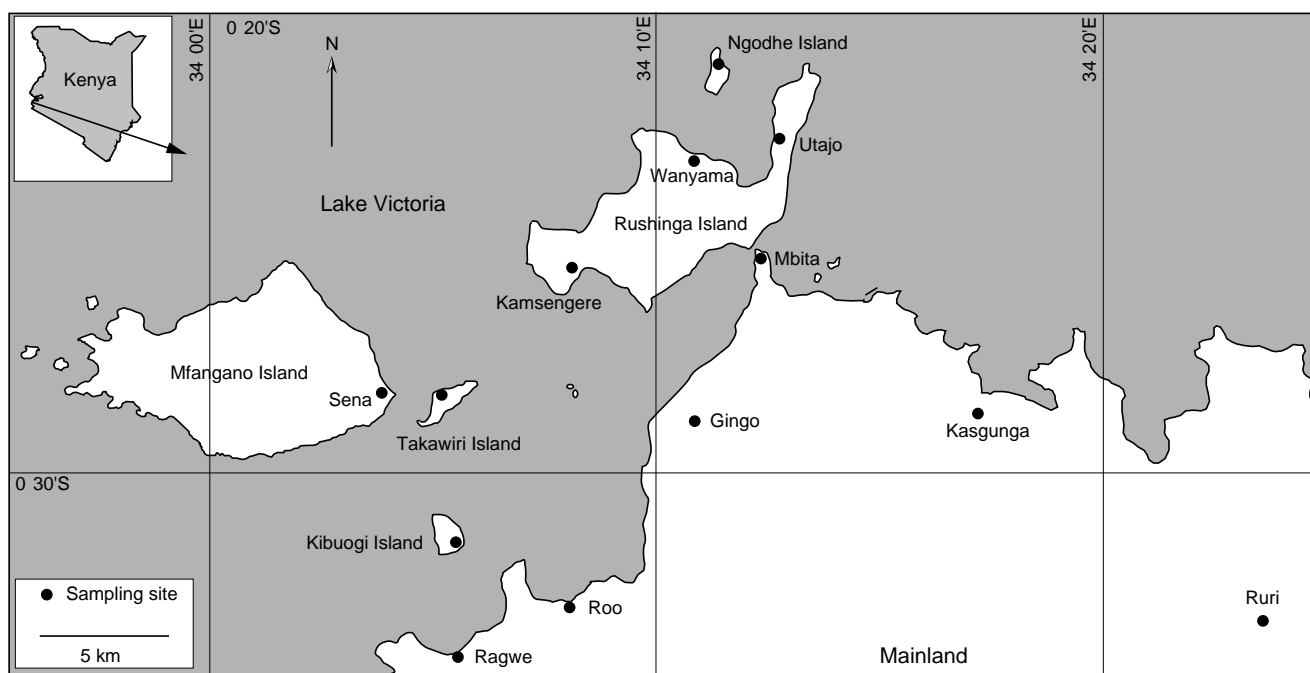 0 20'S
34 00'E
34 10'E
34 20'E
Kenya
N
Ngodhe Island
Utajo
Wanyama
Lake Victoria
Rushinga Island
Mbita
Kamsengere
Mfangano Island
Sena
Takawiri Island
Gingo
Kasgunga
0 30'S
Kibuogi Island
Sampling site
5 km
Roo
Ruri
Ragwe
Mainland